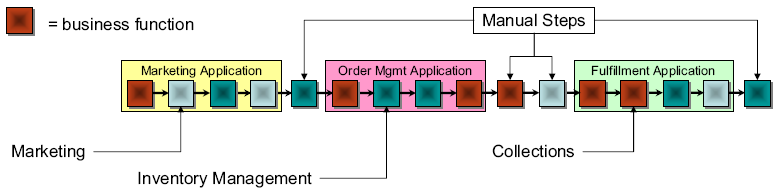 = business function
Manual Steps
Marketing Application
Order Mgmt Application
Fulfillment Application
Marketing
Inventory Management
Collections